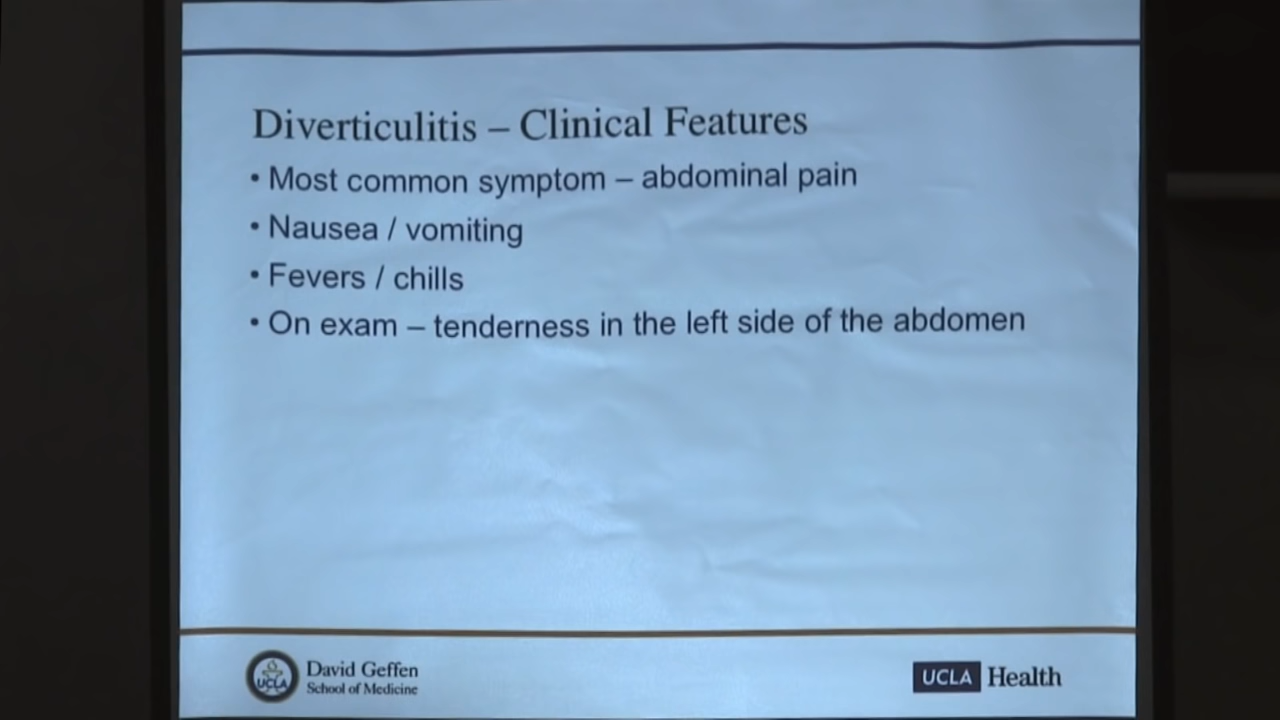 Diverticulitis – Clinical Features
• Most common symptom – abdominal pain
• Nausea / vomiting
• Fevers / chills
• On exam – tenderness in the left side of the abdomen
UCLA
David Geffen
School of Medicine
UCLA Health